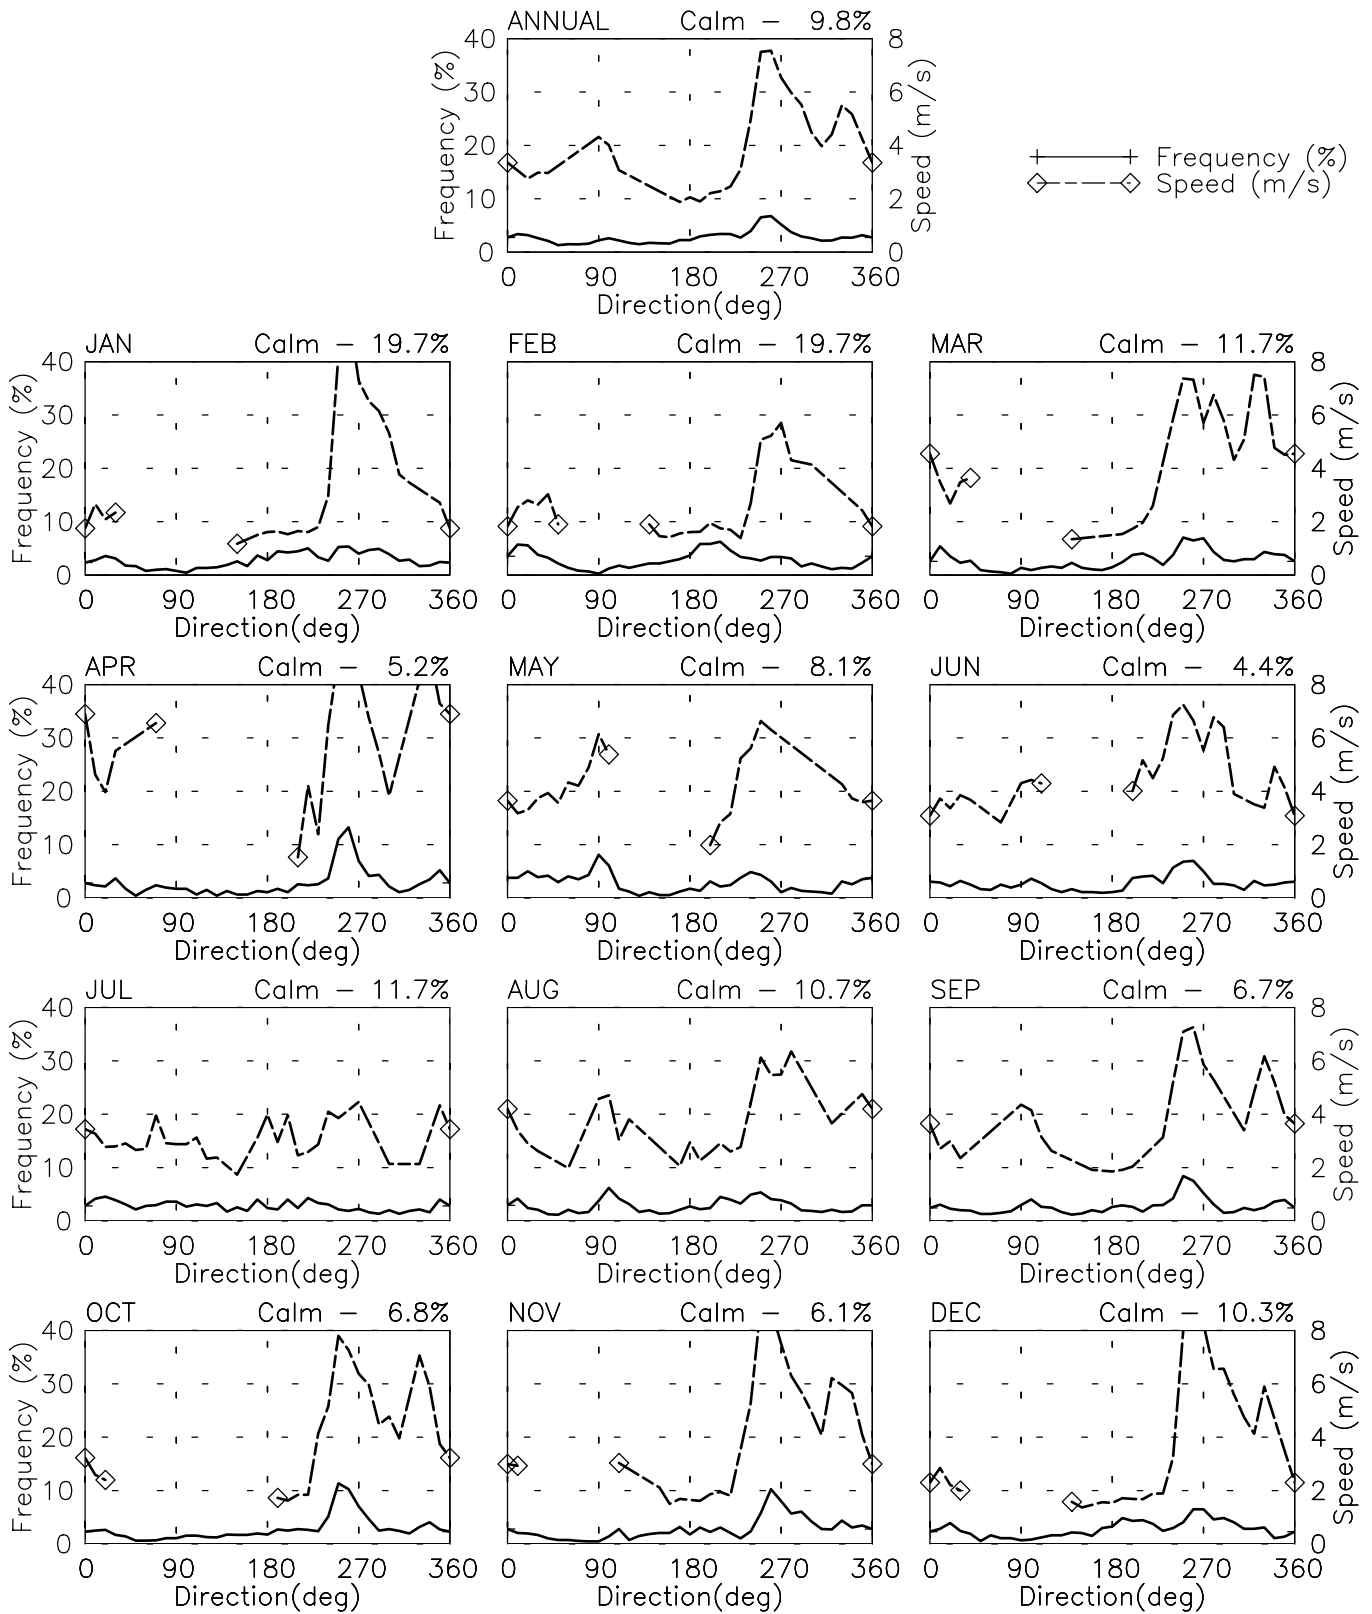 ANNUAL Calm − 9.8%
40 8
30 6
20 4
10 2
0 0
Frequency (%)
Speed (m/s)
0 90 180 270 360
Direction(deg)
Frequency (%)
Speed (m/s)
JAN Calm − 19.7% FEB Calm − 19.7% MAR Calm − 11.7%
40 8
30 6
20 4
10 2
0 0
Frequency (%)
Speed (m/s)
0 90 180 270 360 0 90 180 270 360 0 90 180 270 360
Direction(deg) Direction(deg) Direction(deg)
APR Calm − 5.2% MAY Calm − 8.1% JUN Calm − 4.4%
40 8
30 6
20 4
10 2
0 0
Frequency (%)
Speed (m/s)
0 90 180 270 360 0 90 180 270 360 0 90 180 270 360
Direction(deg) Direction(deg) Direction(deg)
JUL Calm − 11.7% AUG Calm − 10.7% SEP Calm − 6.7%
40 8
30 6
20 4
10 2
0 0
Frequency (%)
Speed (m/s)
0 90 180 270 360 0 90 180 270 360 0 90 180 270 360
Direction(deg) Direction(deg) Direction(deg)
OCT Calm − 6.8% NOV Calm − 6.1% DEC Calm − 10.3%
40 8
30 6
20 4
10 2
0 0
Frequency (%)
Speed (m/s)
0 90 180 270 360 0 90 180 270 360 0 90 180 270 360
Direction(deg) Direction(deg) Direction(deg)